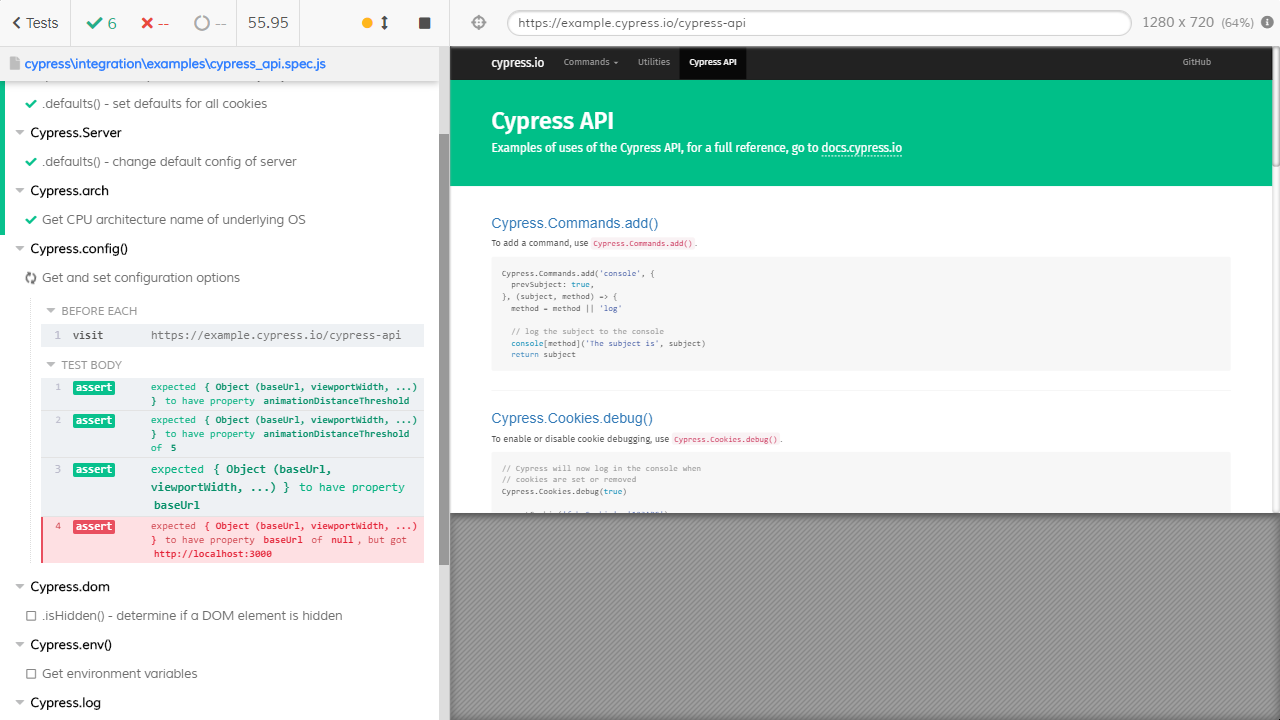 Tests
6
--
--
55.95
https://example.cypress.io/cypress-api
1280 x 720 (64%)
cypress\integration\examples\cypress_api.spec.js
.defaults() - set defaults for all cookies
Cypress.Server
.defaults() - change default config of server
Cypress.arch
Get CPU architecture name of underlying OS
Cypress.config()
Get and set configuration options
BEFORE EACH
1 visit https://example.cypress.io/cypress-api
TEST BODY
1 assert expected { Object (baseUrl, viewportWidth, ...)
} to have property animationDistanceThreshold
2 assert expected { Object (baseUrl, viewportWidth, ...)
} to have property animationDistanceThreshold
of 5
3 assert expected { Object (baseUrl,
viewportWidth, ...) } to have property
baseUrl
4 assert expected { Object (baseUrl, viewportWidth, ...)
} to have property baseUrl of null, but got
http://localhost:3000
Cypress.dom
.isHidden() - determine if a DOM element is hidden
Cypress.env()
Get environment variables
Cypress.log
cypress.io Commands Utilities Cypress API GitHub
Cypress API
Examples of uses of the Cypress API, for a full reference, go to docs.cypress.io
Cypress.Commands.add()
To add a command, use Cypress.Commands.add().
Cypress.Commands.add('console', {
prevSubject: true,
}, (subject, method) => {
method = method || 'log'
// log the subject to the console
console[method]('The subject is', subject)
return subject
Cypress.Cookies.debug()
To enable or disable cookie debugging, use Cypress.Cookies.debug().
// Cypress will now log in the console when
// cookies are set or removed
Cypress.Cookies.debug(true)